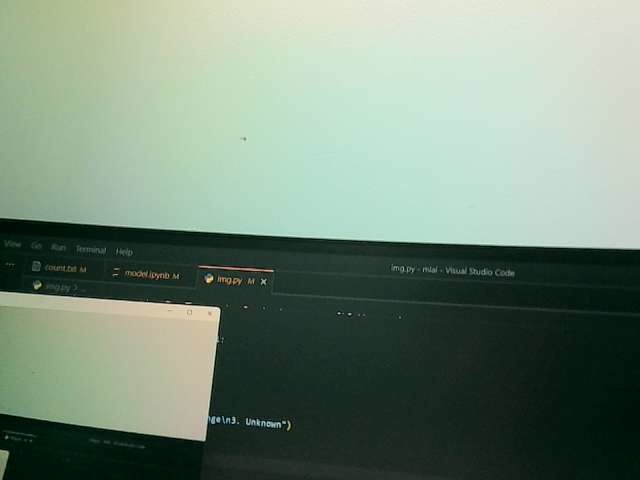 View Go Run Terminal Help
img.py - mlai - Visual Studio Code
count.txt M model.ipynb M img.py M
img.py > ...
nge\n3. Unknown")